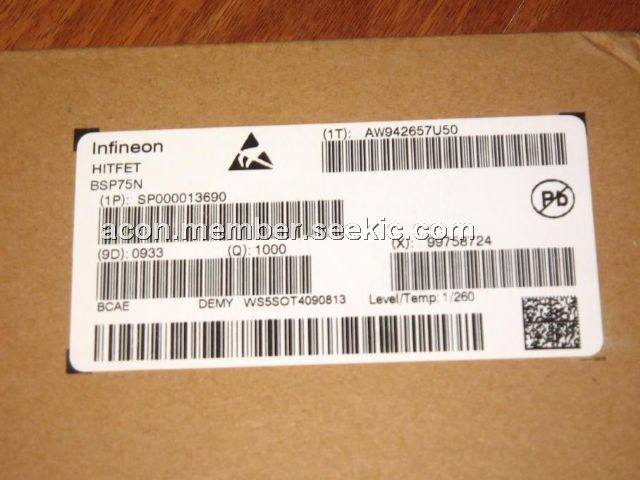 Infineon
HITFET
BSP75N
(1T): AW942657U50
(1P): SP000013690
Pb
acon.member.seekic.com
(9D): 0933 (Q): 1000 (X): 99758724
BCAE DEMY WS5SOT4090813 Level/Temp: 1/260